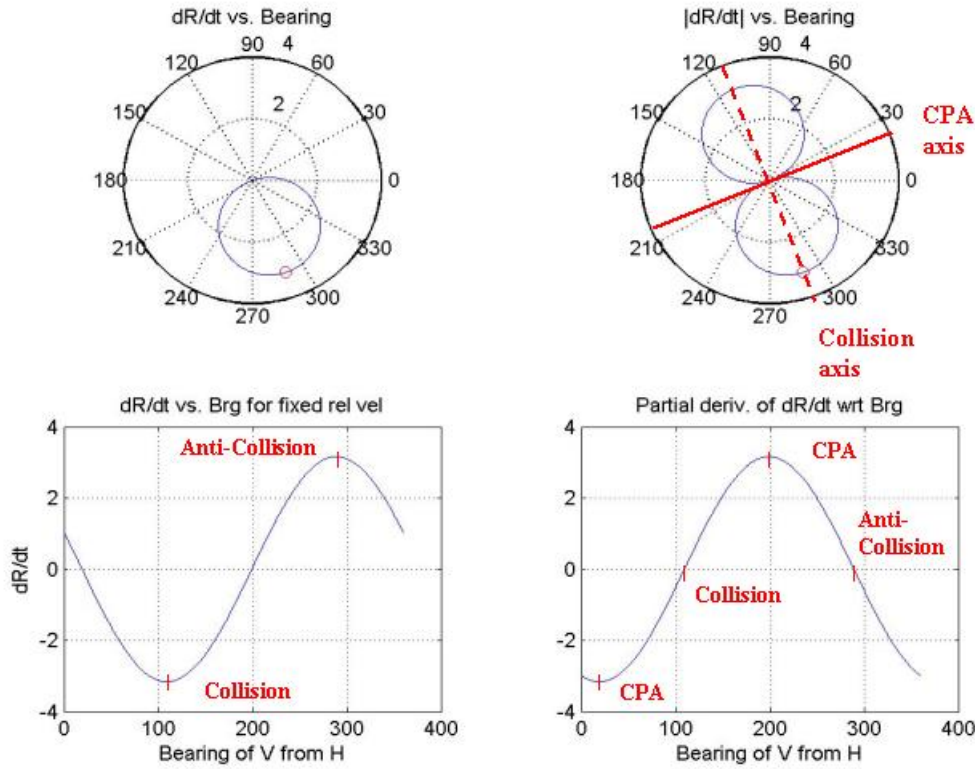 dR/dt vs. Bearing
90 4
120 60
2
150 30
180 0
210 330
240 300
270
|dR/dt| vs. Bearing
90 4
120 60
2
150 30
CPA
axis
180 0
210 330
240 300
270
Collision
axis
dR/dt vs. Brg for fixed rel vel
4
Anti-Collision
2
dR/dt
0
-2
Collision
-4
0 100 200 300 400
Bearing of V from H
Partial deriv. of dR/dt wrt Brg
4
CPA
2
Anti-
Collision
0
Collision
-2
CPA
-4
0 100 200 300 400
Bearing of V from H